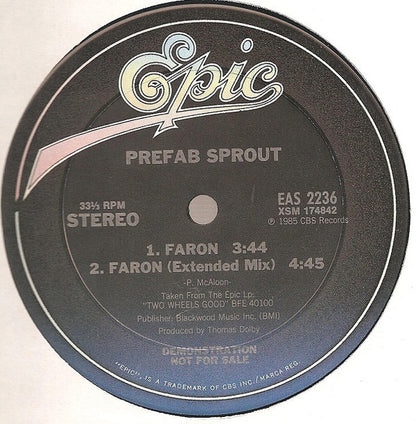 Epic
PREFAB SPROUT
33⅓ RPM
STEREO
EAS 2236
XSM 174842
℗ 1985 CBS Records
1. FARON 3:44
2. FARON (Extended Mix) 4:45
-P. McAloon-
Taken From The Epic Lp:
"TWO WHEELS GOOD" BFE 40100
Publisher: Blackwood Music Inc. (BMI)
Produced by Thomas Dolby
DEMONSTRATION
NOT FOR SALE
"EPIC", IS A TRADEMARK OF CBS INC./MARCA REG.